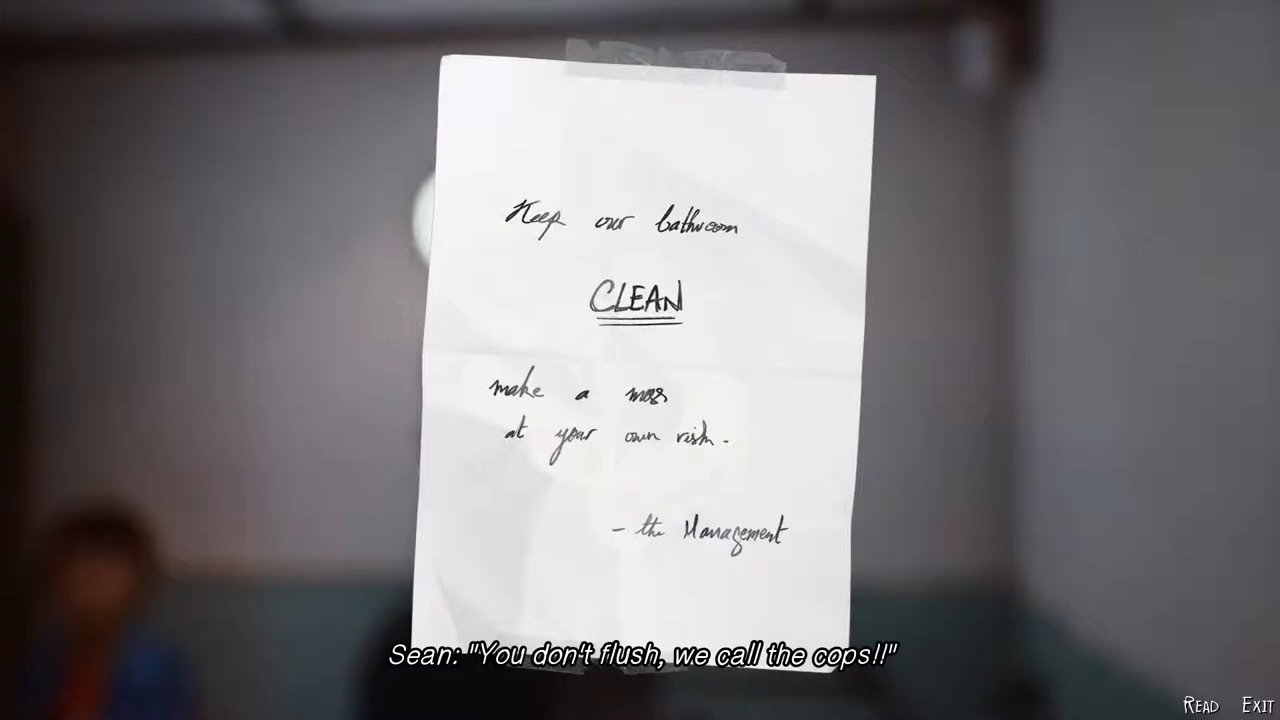 Keep our bathroom
CLEAN
make a mess
at your own risk.
- the Management
Sean: "You don't flush, we call the cops!!"
READ EXIT